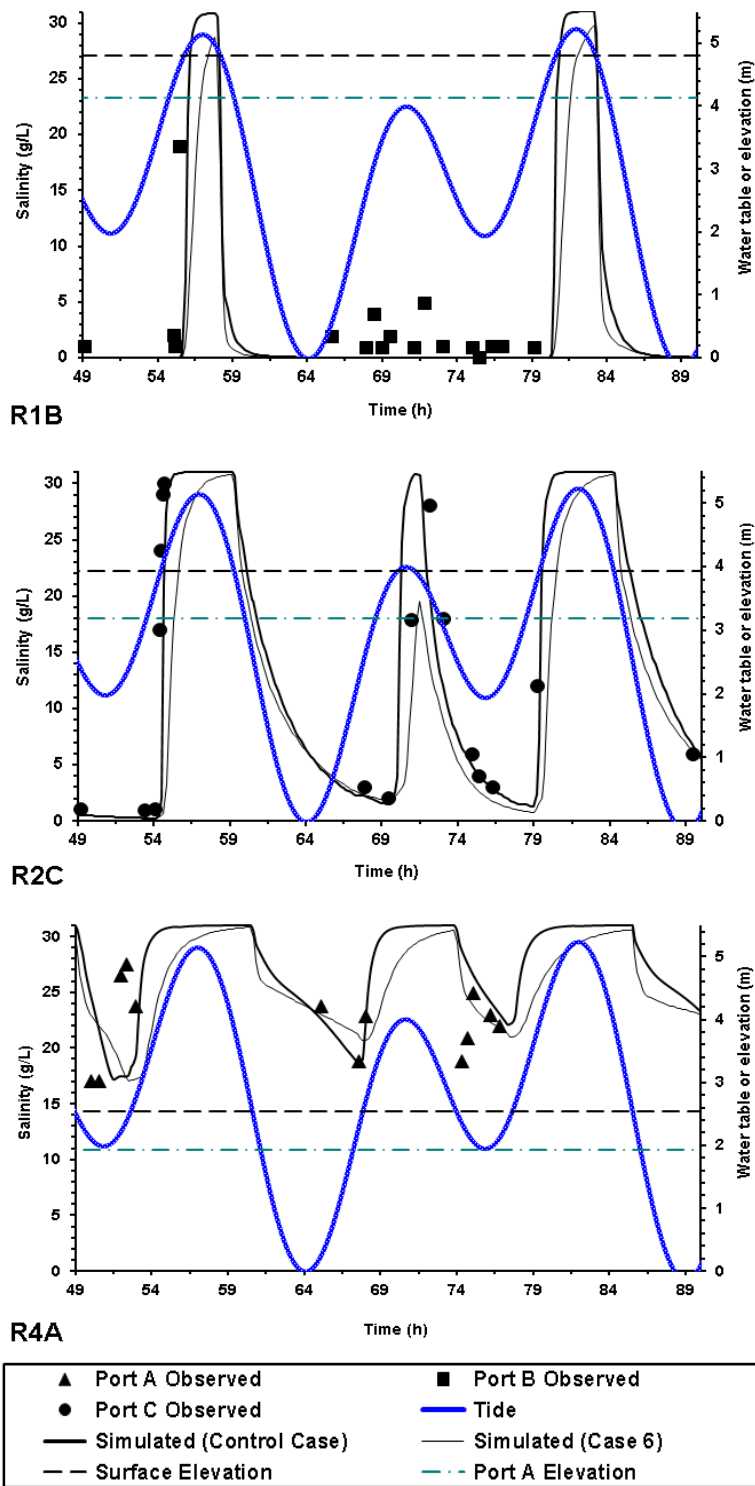 30
25
20
15
10
5
0
Salinity (g/L)
5
4
3
2
1
0
Water table or elevation (m)
49 54 59 64 69 74 79 84 89
Time (h)
R1B
30
25
20
15
10
5
0
Salinity (g/L)
5
4
3
2
1
0
Water table or elevation (m)
49 54 59 64 69 74 79 84 89
Time (h)
R2C
30
25
20
15
10
5
0
Salinity (g/L)
5
4
3
2
1
0
Water table or elevation (m)
49 54 59 64 69 74 79 84 89
Time (h)
R4A
Port A Observed Port B Observed
Port C Observed Tide
Simulated (Control Case) Simulated (Case 6)
Surface Elevation Port A Elevation